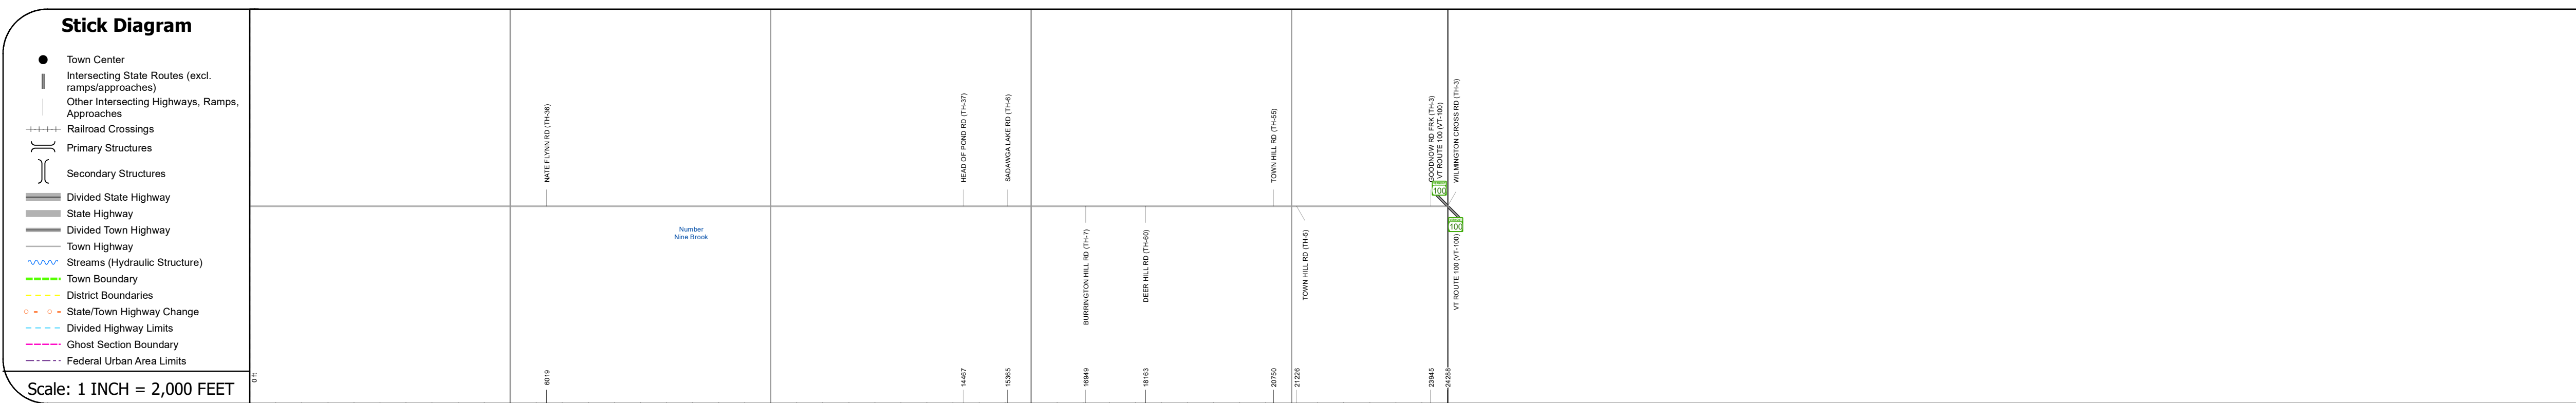 Stick Diagram
Town Center
Intersecting State Routes (excl.
ramps/approaches)
Other Intersecting Highways, Ramps,
Approaches
Railroad Crossings
Primary Structures
Secondary Structures
Divided State Highway
State Highway
Divided Town Highway
Town Highway
Streams (Hydraulic Structure)
Town Boundary
District Boundaries
State/Town Highway Change
Divided Highway Limits
Ghost Section Boundary
Federal Urban Area Limits
Scale: 1 INCH = 2,000 FEET
NATE FLYNN RD (TH-36)
HEAD OF POND RD (TH-37)
SADAWGA LAKE RD (TH-6)
TOWN HILL RD (TH-55)
GOODNOW RD FRK (TH-3)
VT ROUTE 100 (VT-100)
WILMINGTON CROSS RD (TH-3)
100
100
Number
Nine Brook
BURRINGTON HILL RD (TH-7)
DEER HILL RD (TH-60)
TOWN HILL RD (TH-5)
VT ROUTE 100 (VT-100)
0 ft
6019
14467
15365
16949
18163
20750
21226
23945
24288